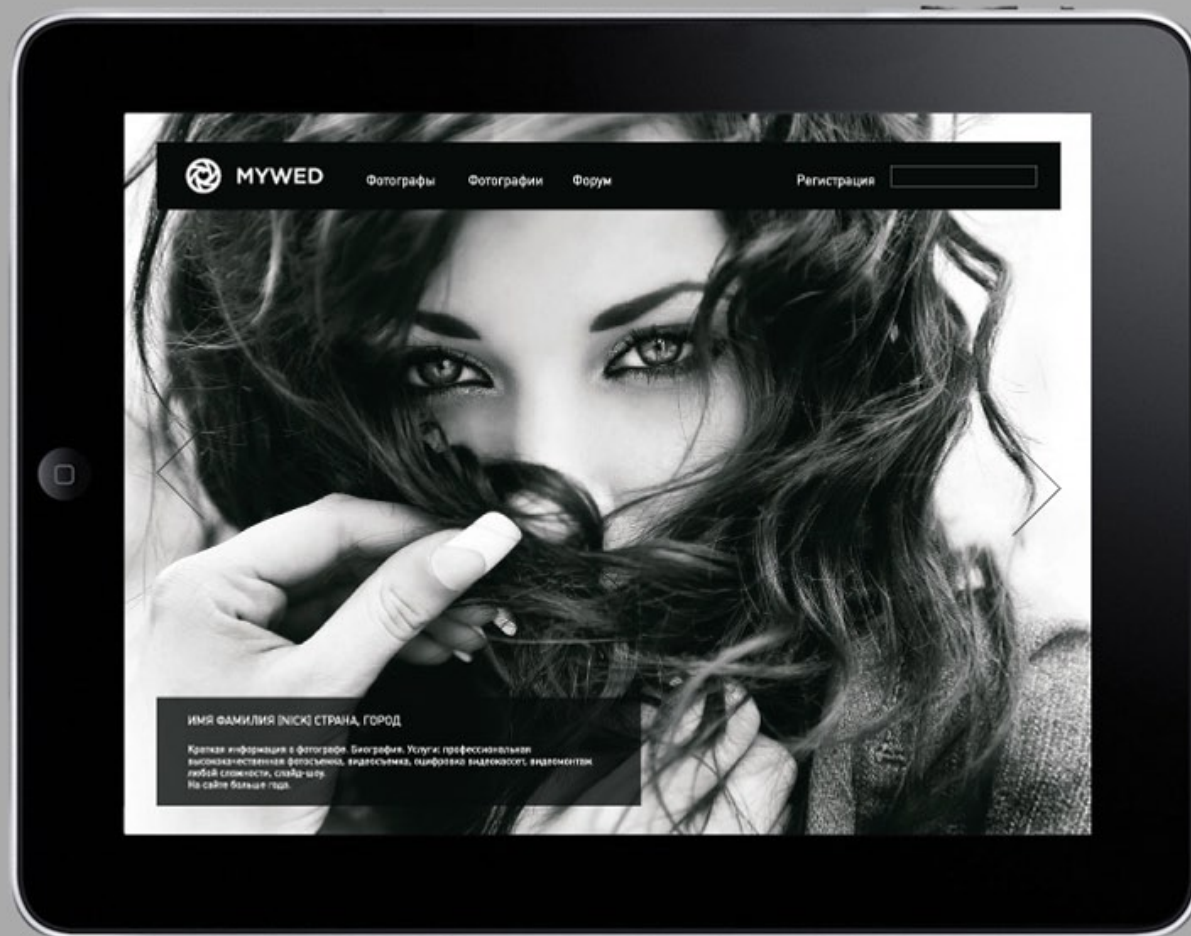 MYWED
Фотографы
Фотографии
Форум
Регистрация
ИМЯ ФАМИЛИЯ [NICK] СТРАНА, ГОРОД
Краткая информация о фотографе. Биография. Услуги: профессиональная
высококачественная фотосъемка, видеосъемка, оцифровка видеокассет, видеомонтаж
любой сложности, слайд-шоу.
На сайте больше года.